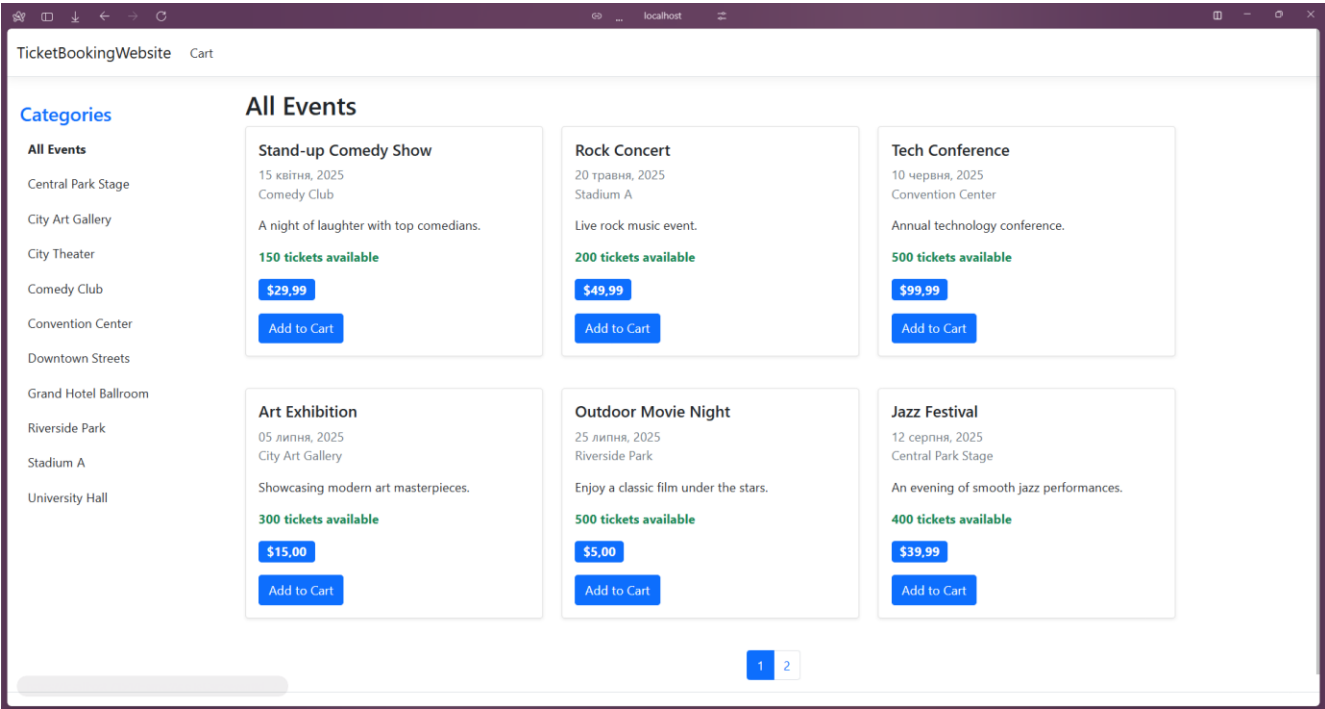 ... localhost
TicketBookingWebsite Cart
Categories
All Events
Central Park Stage
City Art Gallery
City Theater
Comedy Club
Convention Center
Downtown Streets
Grand Hotel Ballroom
Riverside Park
Stadium A
University Hall
All Events
Stand-up Comedy Show
15 квітня, 2025
Comedy Club
A night of laughter with top comedians.
150 tickets available
$29,99
Add to Cart
Rock Concert
20 травня, 2025
Stadium A
Live rock music event.
200 tickets available
$49,99
Add to Cart
Tech Conference
10 червня, 2025
Convention Center
Annual technology conference.
500 tickets available
$99,99
Add to Cart
Art Exhibition
05 липня, 2025
City Art Gallery
Showcasing modern art masterpieces.
300 tickets available
$15,00
Add to Cart
Outdoor Movie Night
25 липня, 2025
Riverside Park
Enjoy a classic film under the stars.
500 tickets available
$5,00
Add to Cart
Jazz Festival
12 серпня, 2025
Central Park Stage
An evening of smooth jazz performances.
400 tickets available
$39,99
Add to Cart
1 2